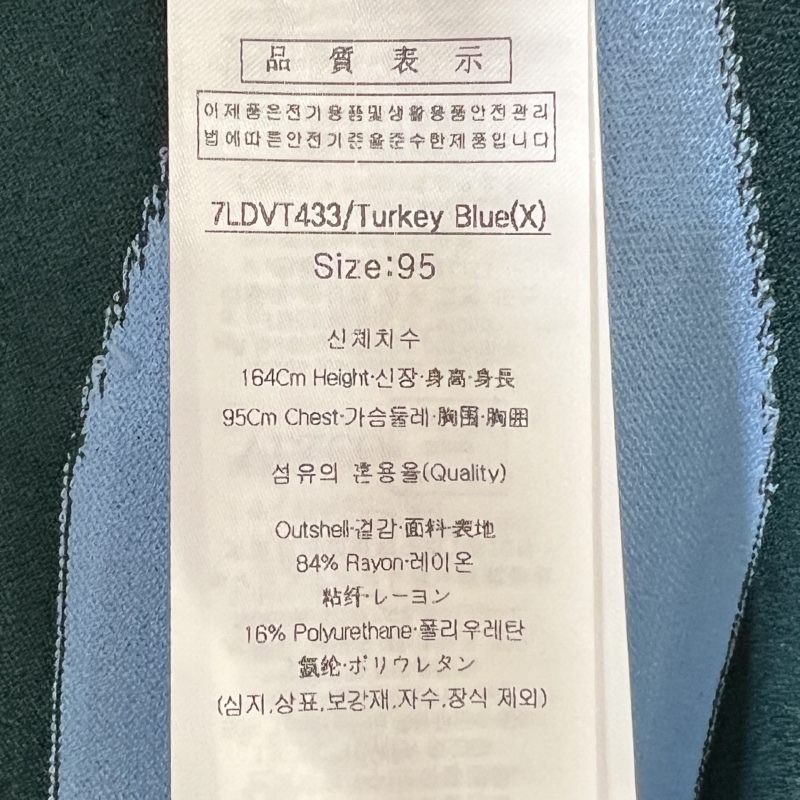 品質表示
이제품은전기용품및생활용품안전관리
법에따른안전기준을준수한제품입니다
7LDVT433/Turkey Blue(X)
Size:95
신체치수
164Cm Height·신장·身高·身長
95Cm Chest·가슴둘레·胸围·胸囲
섬유의 혼용율(Quality)
Outshell·겉감·面料·表地
84% Rayon·레이온
粘纤·レーヨン
16% Polyurethane·폴리우레탄
氨纶·ポリウレタン
(심지,상표,보강재,자수,장식 제외)